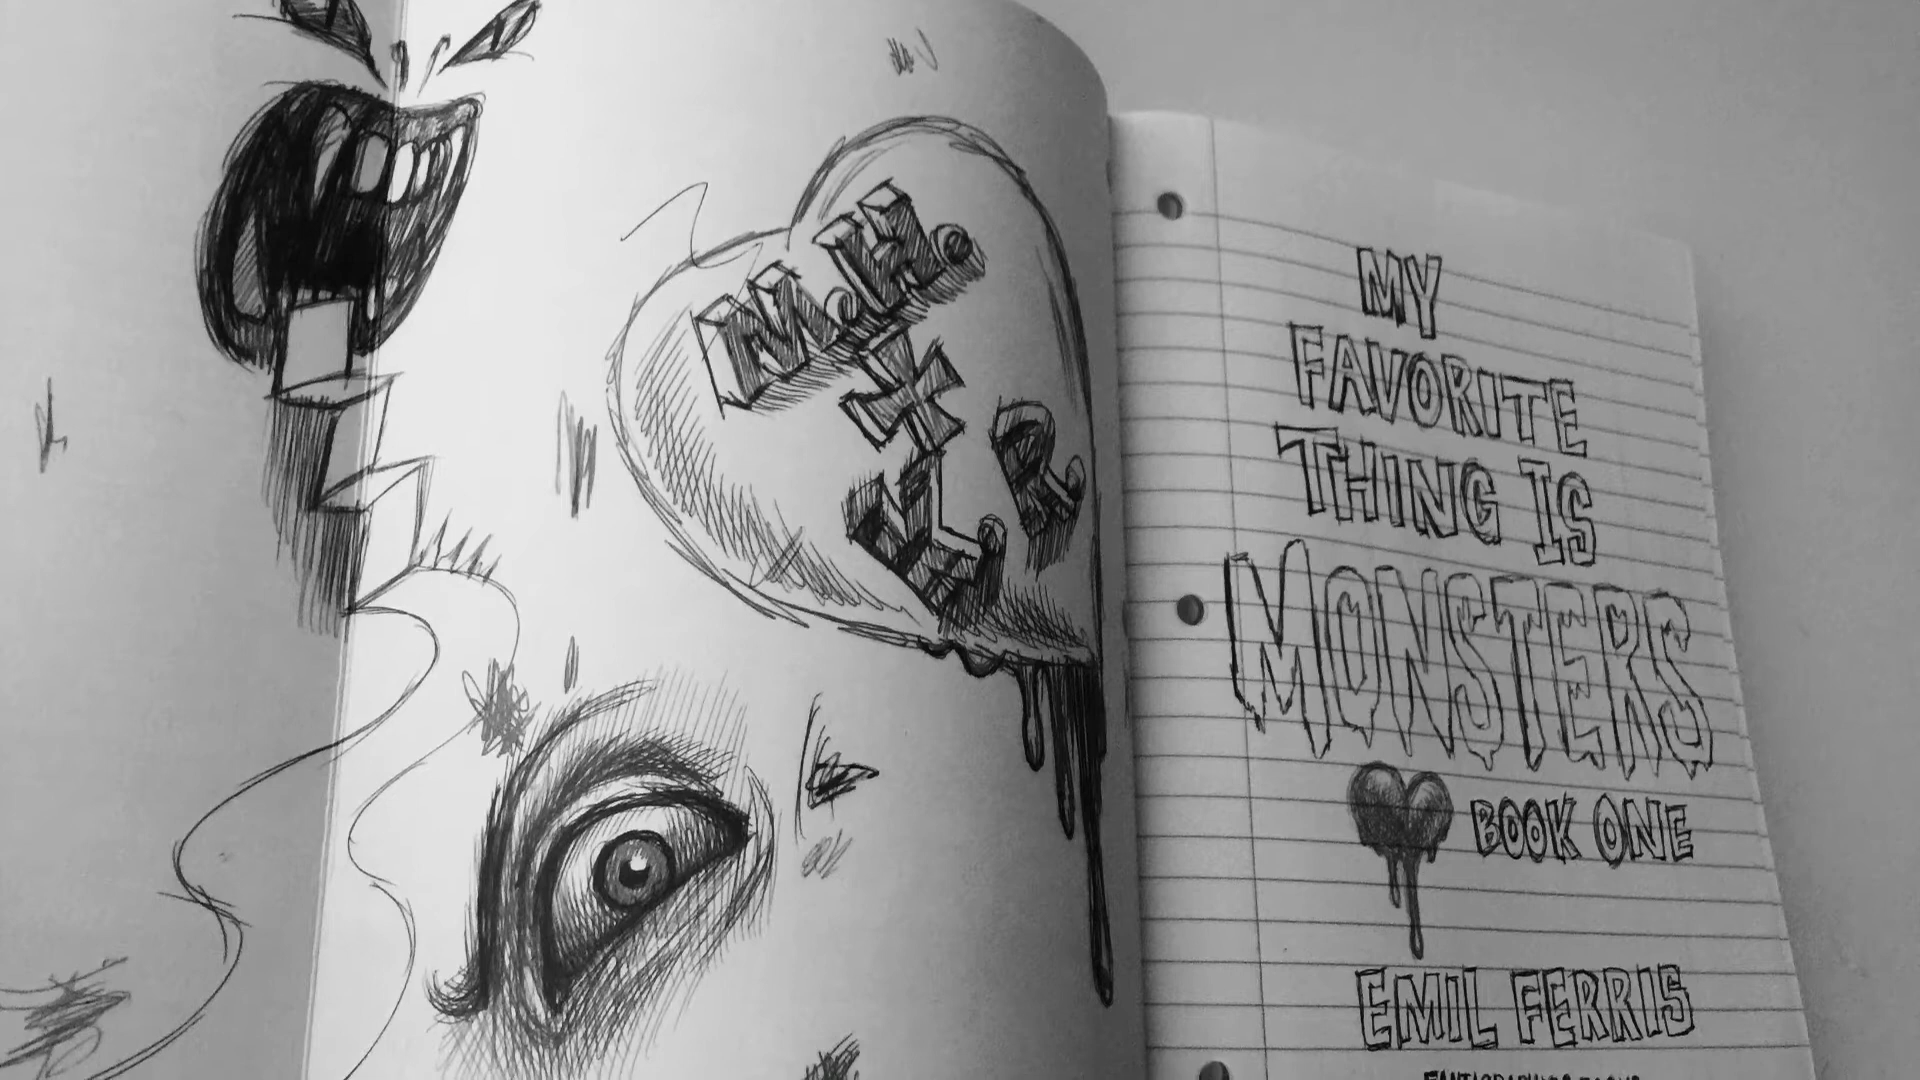 M.H.
+
K.R.
MY
FAVORITE
THING IS
MONSTERS
BOOK ONE
EMIL FERRIS